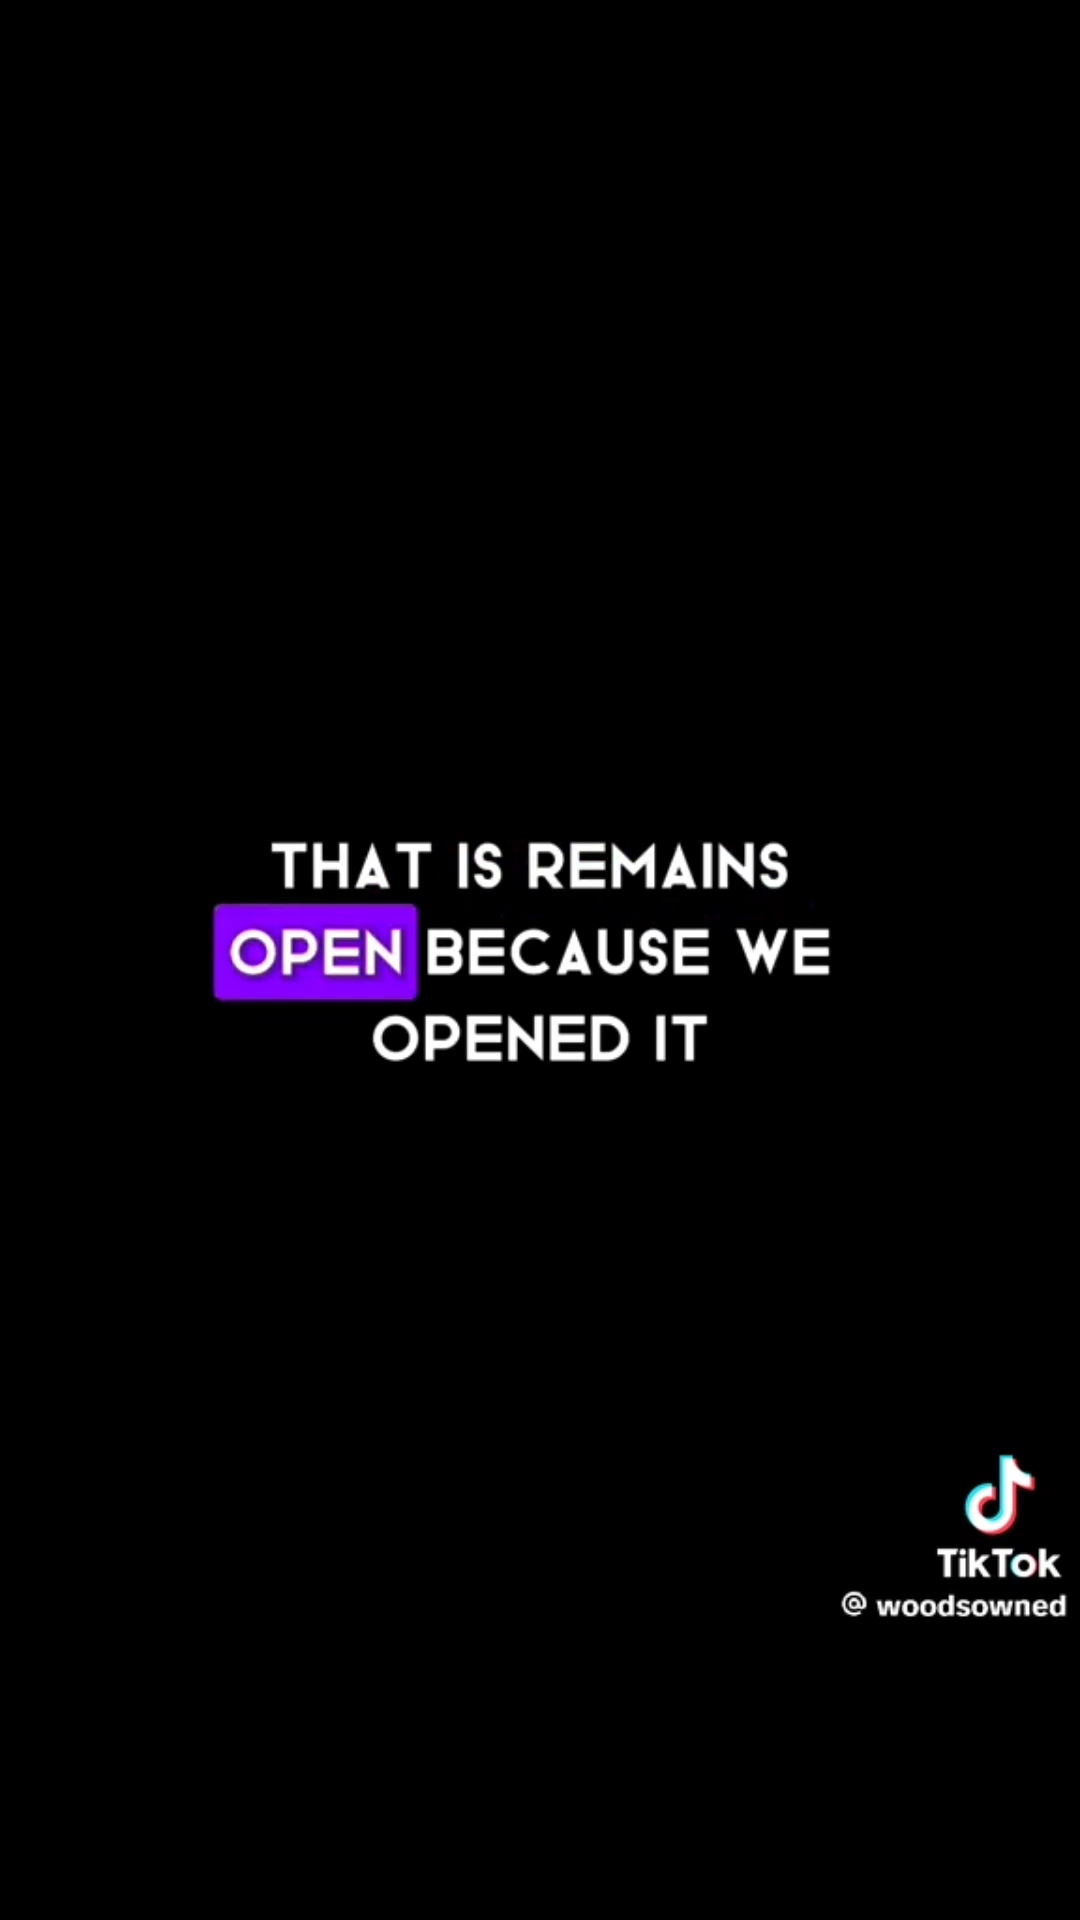 THAT IS REMAINS
OPEN BECAUSE WE
OPENED IT
TikTok
@ woodsowned